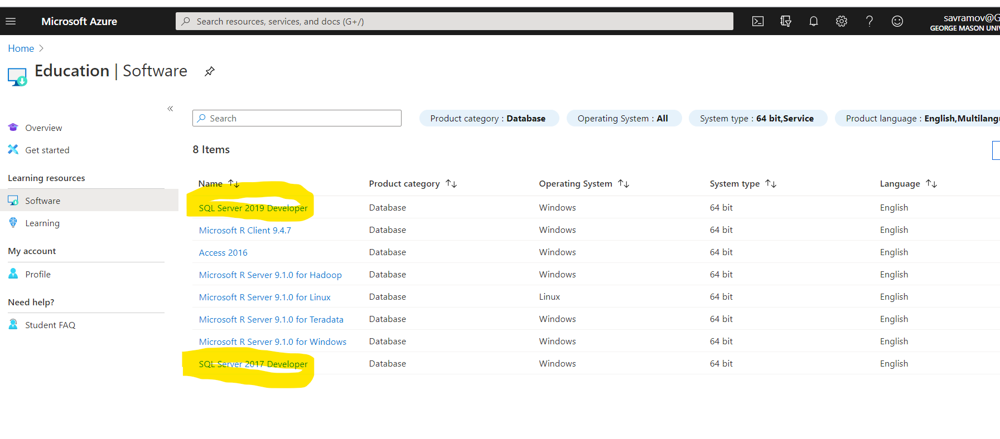 Microsoft Azure
Search resources, services, and docs (G+/)
savramov@G
GEORGE MASON UNIV
Home
Education | Software
Overview
Get started
Learning resources
Software
Learning
My account
Profile
Need help?
Student FAQ
Search
Product category : Database
Operating System : All
System type : 64 bit,Service
Product language : English,Multilangu
8 Items
Name Product category Operating System System type Language
SQL Server 2019 Developer Database Windows 64 bit English
Microsoft R Client 9.4.7 Database Windows 64 bit English
Access 2016 Database Windows 64 bit English
Microsoft R Server 9.1.0 for Hadoop Database Windows 64 bit English
Microsoft R Server 9.1.0 for Linux Database Linux 64 bit English
Microsoft R Server 9.1.0 for Teradata Database Windows 64 bit English
Microsoft R Server 9.1.0 for Windows Database Windows 64 bit English
SQL Server 2017 Developer Database Windows 64 bit English